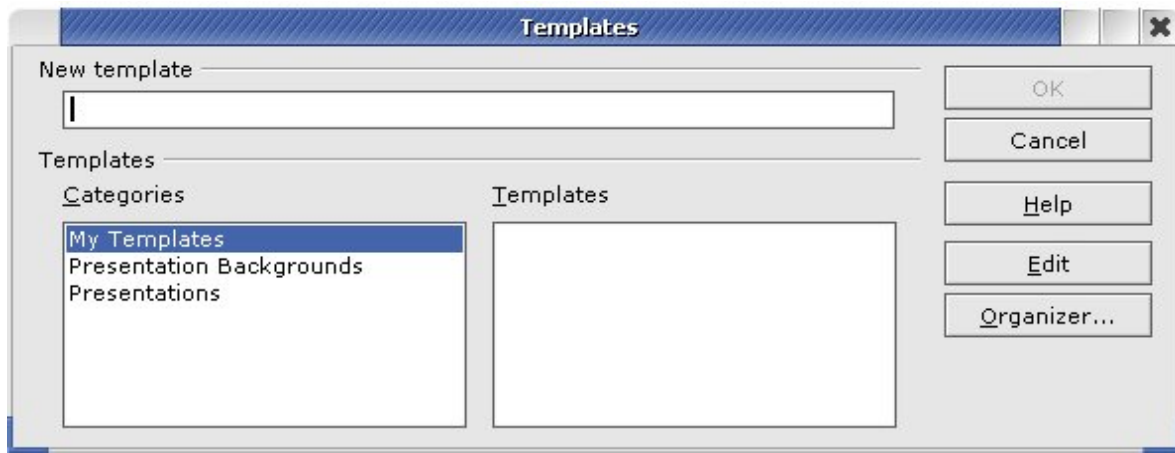 Templates
New template
OK
Cancel
Templates
Categories
Templates
Help
My Templates
Presentation Backgrounds
Presentations
Edit
Organizer...